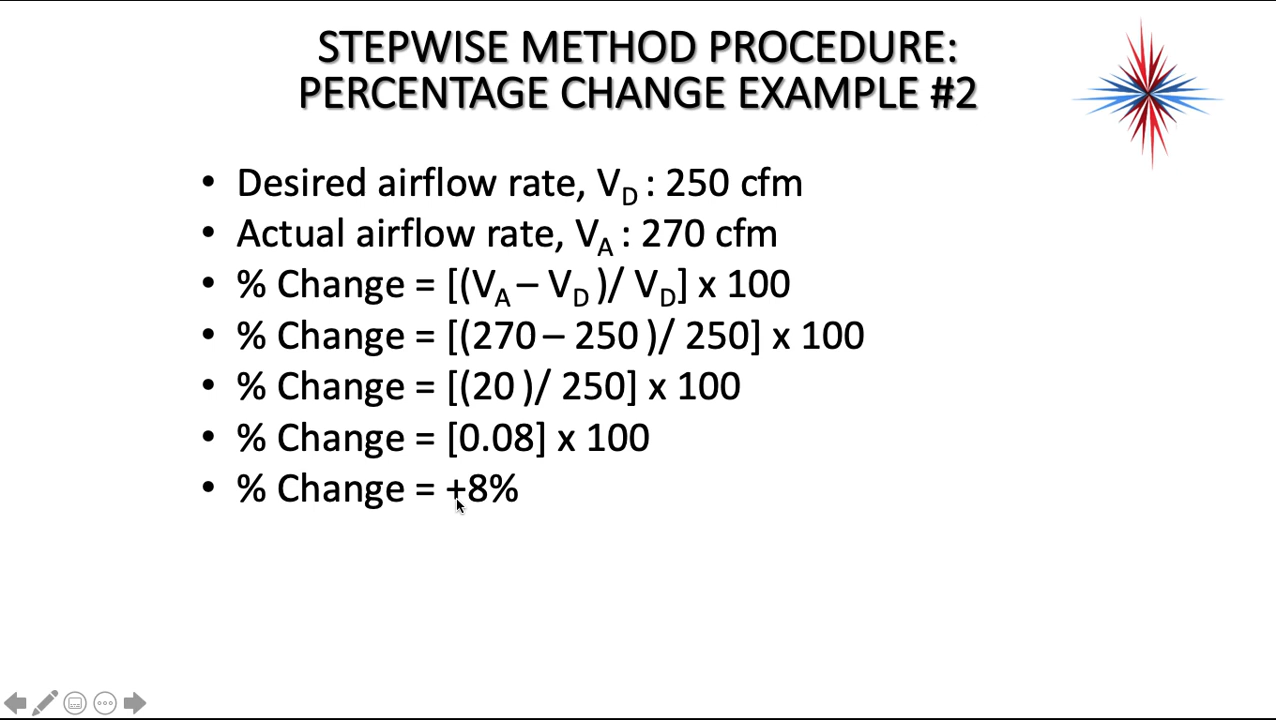 STEPWISE METHOD PROCEDURE:
PERCENTAGE CHANGE EXAMPLE #2
• Desired airflow rate, V_D : 250 cfm
• Actual airflow rate, V_A : 270 cfm
• % Change = [(V_A – V_D )/ V_D] x 100
• % Change = [(270 – 250 )/ 250] x 100
• % Change = [(20 )/ 250] x 100
• % Change = [0.08] x 100
• % Change = +8%